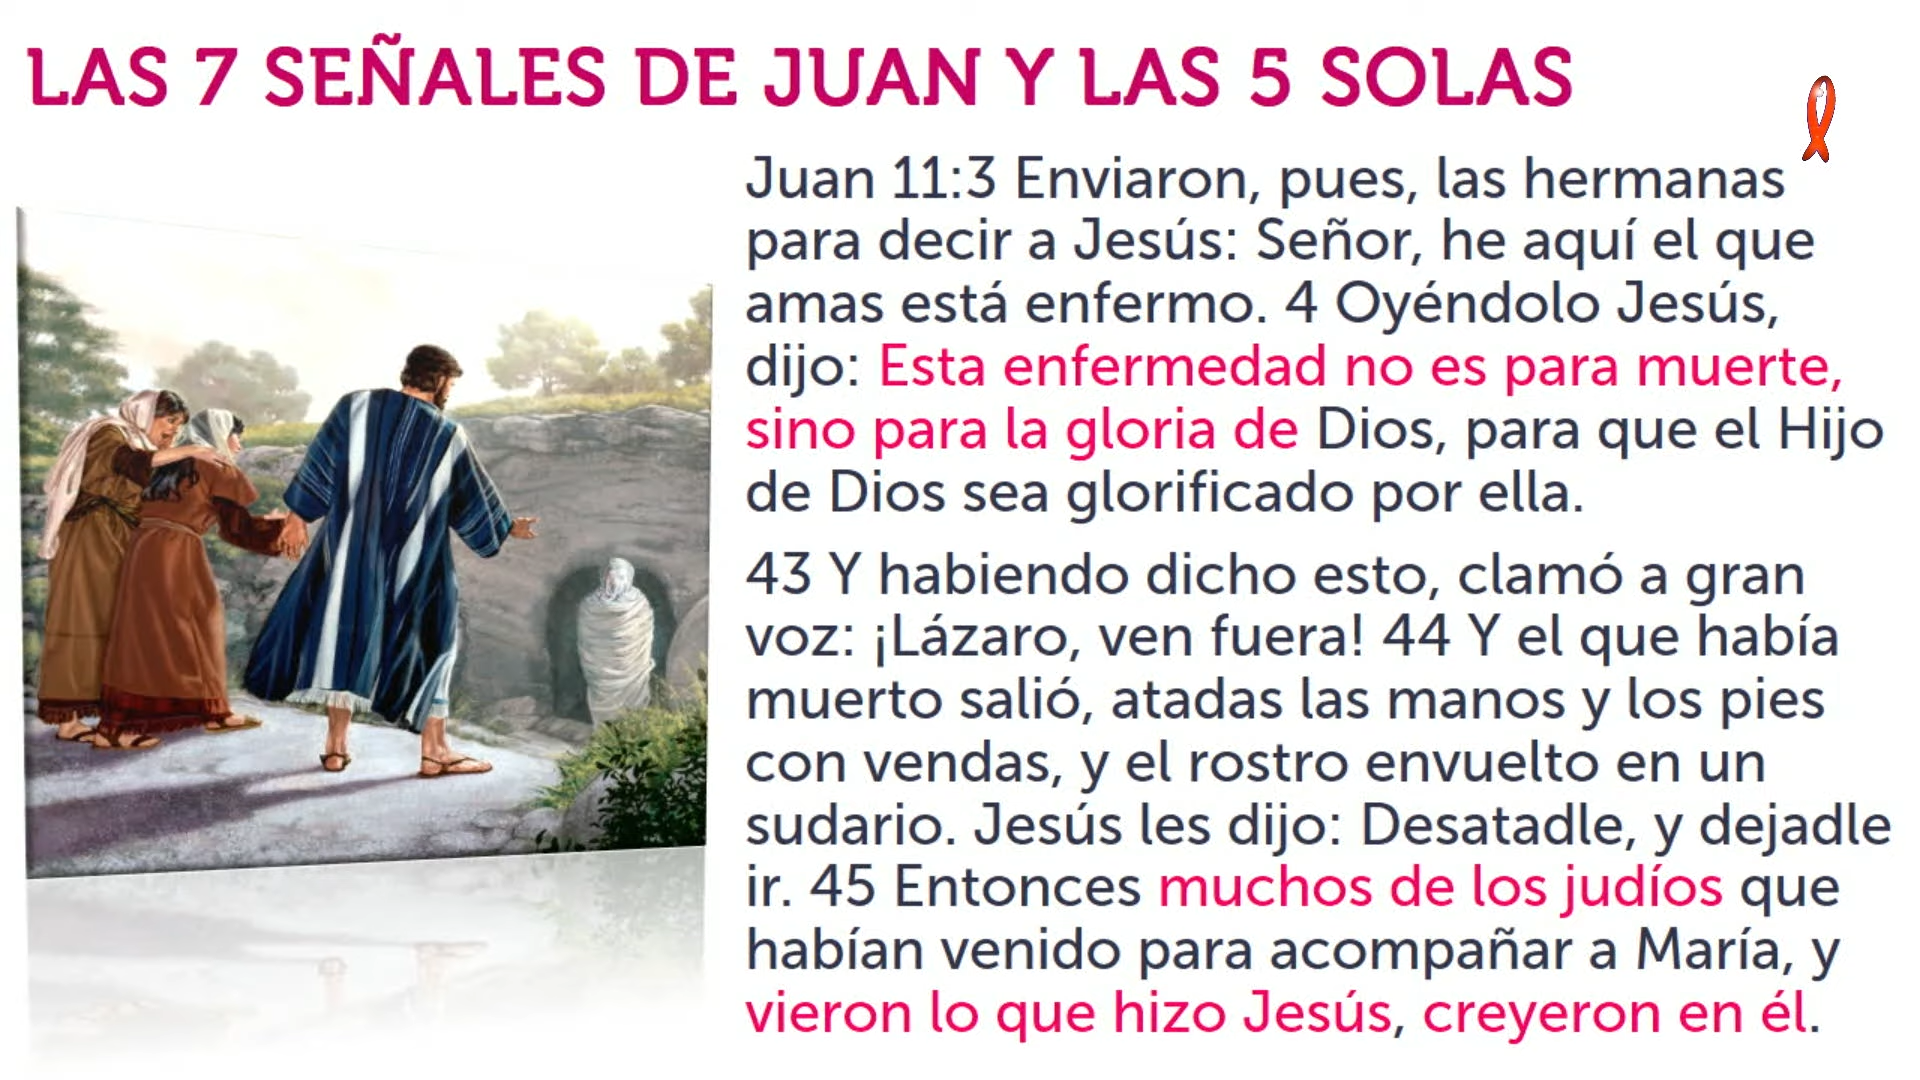 LAS 7 SEÑALES DE JUAN Y LAS 5 SOLAS
Juan 11:3 Enviaron, pues, las hermanas
para decir a Jesús: Señor, he aquí el que
amas está enfermo. 4 Oyéndolo Jesús,
dijo: Esta enfermedad no es para muerte,
sino para la gloria de Dios, para que el Hijo
de Dios sea glorificado por ella.
43 Y habiendo dicho esto, clamó a gran
voz: ¡Lázaro, ven fuera! 44 Y el que había
muerto salió, atadas las manos y los pies
con vendas, y el rostro envuelto en un
sudario. Jesús les dijo: Desatadle, y dejadle
ir. 45 Entonces muchos de los judíos que
habían venido para acompañar a María, y
vieron lo que hizo Jesús, creyeron en él.